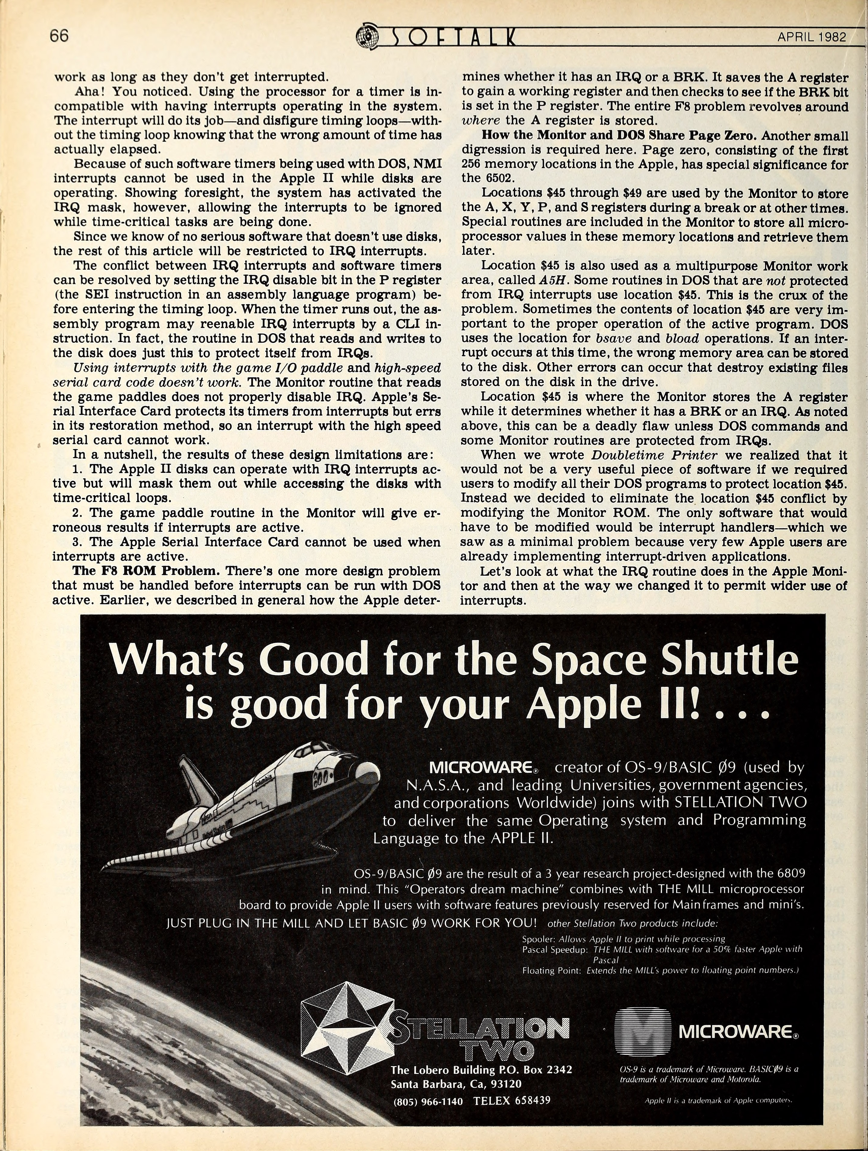 66
SOFTALK
APRIL 1982
work as long as they don't get interrupted.
Aha! You noticed. Using the processor for a timer is in-
compatible with having interrupts operating in the system.
The interrupt will do its job—and disfigure timing loops—with-
out the timing loop knowing that the wrong amount of time has
actually elapsed.
Because of such software timers being used with DOS, NMI
interrupts cannot be used in the Apple II while disks are
operating. Showing foresight, the system has activated the
IRQ mask, however, allowing the interrupts to be ignored
while time-critical tasks are being done.
Since we know of no serious software that doesn't use disks,
the rest of this article will be restricted to IRQ interrupts.
The conflict between IRQ interrupts and software timers
can be resolved by setting the IRQ disable bit in the P register
(the SEI instruction in an assembly language program) be-
fore entering the timing loop. When the timer runs out, the as-
sembly program may reenable IRQ interrupts by a CLI in-
struction. In fact, the routine in DOS that reads and writes to
the disk does just this to protect itself from IRQs.
Using interrupts with the game I/O paddle and high-speed
serial card code doesn't work. The Monitor routine that reads
the game paddles does not properly disable IRQ. Apple's Se-
rial Interface Card protects its timers from interrupts but errs
in its restoration method, so an interrupt with the high speed
serial card cannot work.
In a nutshell, the results of these design limitations are:
1. The Apple II disks can operate with IRQ interrupts ac-
tive but will mask them out while accessing the disks with
time-critical loops.
2. The game paddle routine in the Monitor will give er-
roneous results if interrupts are active.
3. The Apple Serial Interface Card cannot be used when
interrupts are active.
The F8 ROM Problem. There's one more design problem
that must be handled before interrupts can be run with DOS
active. Earlier, we described in general how the Apple deter-
mines whether it has an IRQ or a BRK. It saves the A register
to gain a working register and then checks to see if the BRK bit
is set in the P register. The entire F8 problem revolves around
where the A register is stored.
How the Monitor and DOS Share Page Zero. Another small
digression is required here. Page zero, consisting of the first
256 memory locations in the Apple, has special significance for
the 6502.
Locations $45 through $49 are used by the Monitor to store
the A, X, Y, P, and S registers during a break or at other times.
Special routines are included in the Monitor to store all micro-
processor values in these memory locations and retrieve them
later.
Location $45 is also used as a multipurpose Monitor work
area, called A5H. Some routines in DOS that are not protected
from IRQ interrupts use location $45. This is the crux of the
problem. Sometimes the contents of location $45 are very im-
portant to the proper operation of the active program. DOS
uses the location for bsave and bload operations. If an inter-
rupt occurs at this time, the wrong memory area can be stored
to the disk. Other errors can occur that destroy existing files
stored on the disk in the drive.
Location $45 is where the Monitor stores the A register
while it determines whether it has a BRK or an IRQ. As noted
above, this can be a deadly flaw unless DOS commands and
some Monitor routines are protected from IRQs.
When we wrote Doubletime Printer we realized that it
would not be a very useful piece of software if we required
users to modify all their DOS programs to protect location $45.
Instead we decided to eliminate the location $45 conflict by
modifying the Monitor ROM. The only software that would
have to be modified would be interrupt handlers—which we
saw as a minimal problem because very few Apple users are
already implementing interrupt-driven applications.
Let's look at what the IRQ routine does in the Apple Moni-
tor and then at the way we changed it to permit wider use of
interrupts.
What's Good for the Space Shuttle
is good for your Apple II! . . .
MICROWARE® creator of OS-9/BASIC Ø9 (used by
N.A.S.A., and leading Universities, government agencies,
and corporations Worldwide) joins with STELLATION TWO
to deliver the same Operating system and Programming
Language to the APPLE II.
OS-9/BASIC Ø9 are the result of a 3 year research project-designed with the 6809
in mind. This "Operators dream machine" combines with THE MILL microprocessor
board to provide Apple II users with software features previously reserved for Mainframes and mini's.
JUST PLUG IN THE MILL AND LET BASIC Ø9 WORK FOR YOU! other Stellation Two products include:
Spooler: Allows Apple II to print while processing
Pascal Speedup: THE MILL with software for a 50% faster Apple with
Pascal
Floating Point: Extends the MILL's power to floating point numbers.)
STELLATION
TWO
The Lobero Building P.O. Box 2342
Santa Barbara, Ca, 93120
(805) 966-1140 TELEX 658439
M MICROWARE®
OS-9 is a trademark of Microware. BASICØ9 is a
trademark of Microware and Motorola.
Apple II is a trademark of Apple computers.